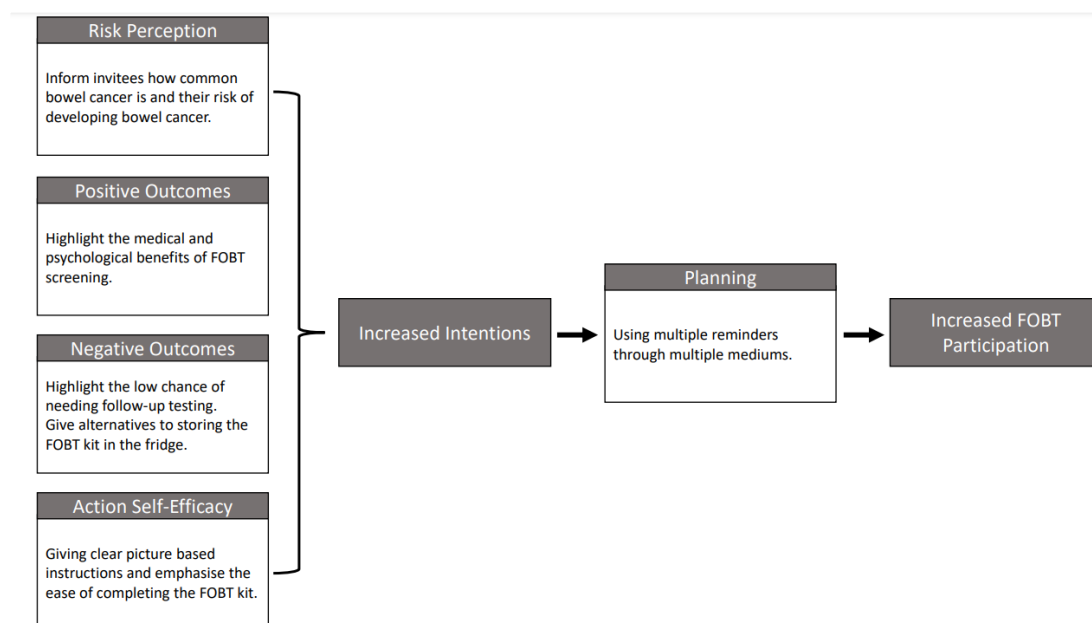 Risk Perception
Inform invitees how common
bowel cancer is and their risk of
developing bowel cancer.
Positive Outcomes
Highlight the medical and
psychological benefits of FOBT
screening.
Negative Outcomes
Highlight the low chance of
needing follow-up testing.
Give alternatives to storing the
FOBT kit in the fridge.
Action Self-Efficacy
Giving clear picture based
instructions and emphasise the
ease of completing the FOBT kit.
Increased Intentions
Planning
Using multiple reminders
through multiple mediums.
Increased FOBT
Participation